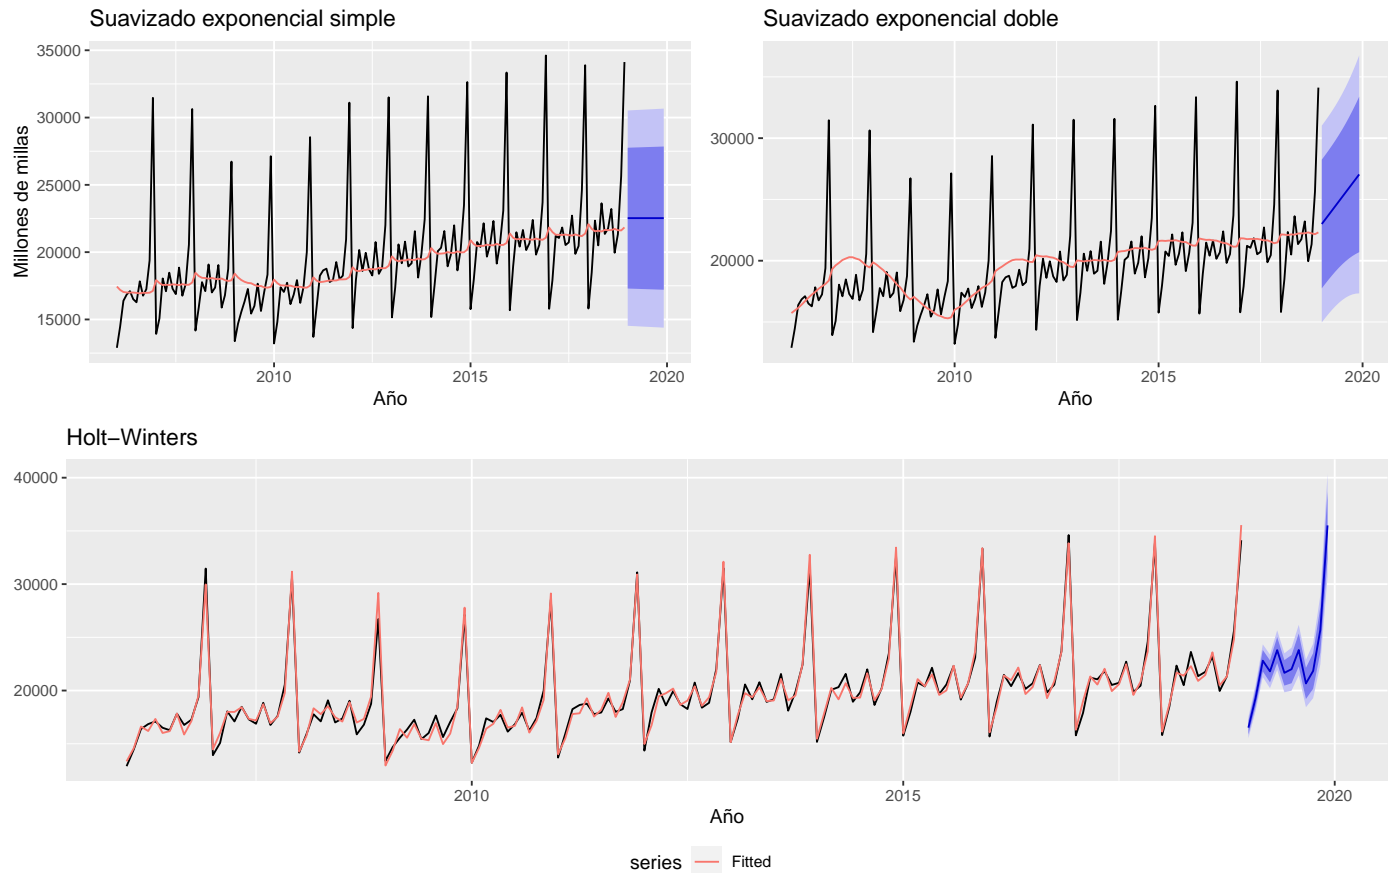 Suavizado exponencial simple
Millones de millas
35000
30000
25000
20000
15000
2010
2015
2020
Año
Suavizado exponencial doble
30000
20000
2010
2015
2020
Año
Holt−Winters
40000
30000
20000
2010
2015
2020
Año
series
Fitted